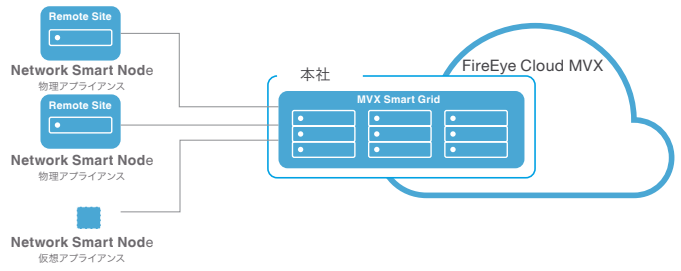 Remote Site
Network Smart Node
物理アプライアンス
Remote Site
Network Smart Node
物理アプライアンス
Network Smart Node
仮想アプライアンス
本社
MVX Smart Grid
FireEye Cloud MVX